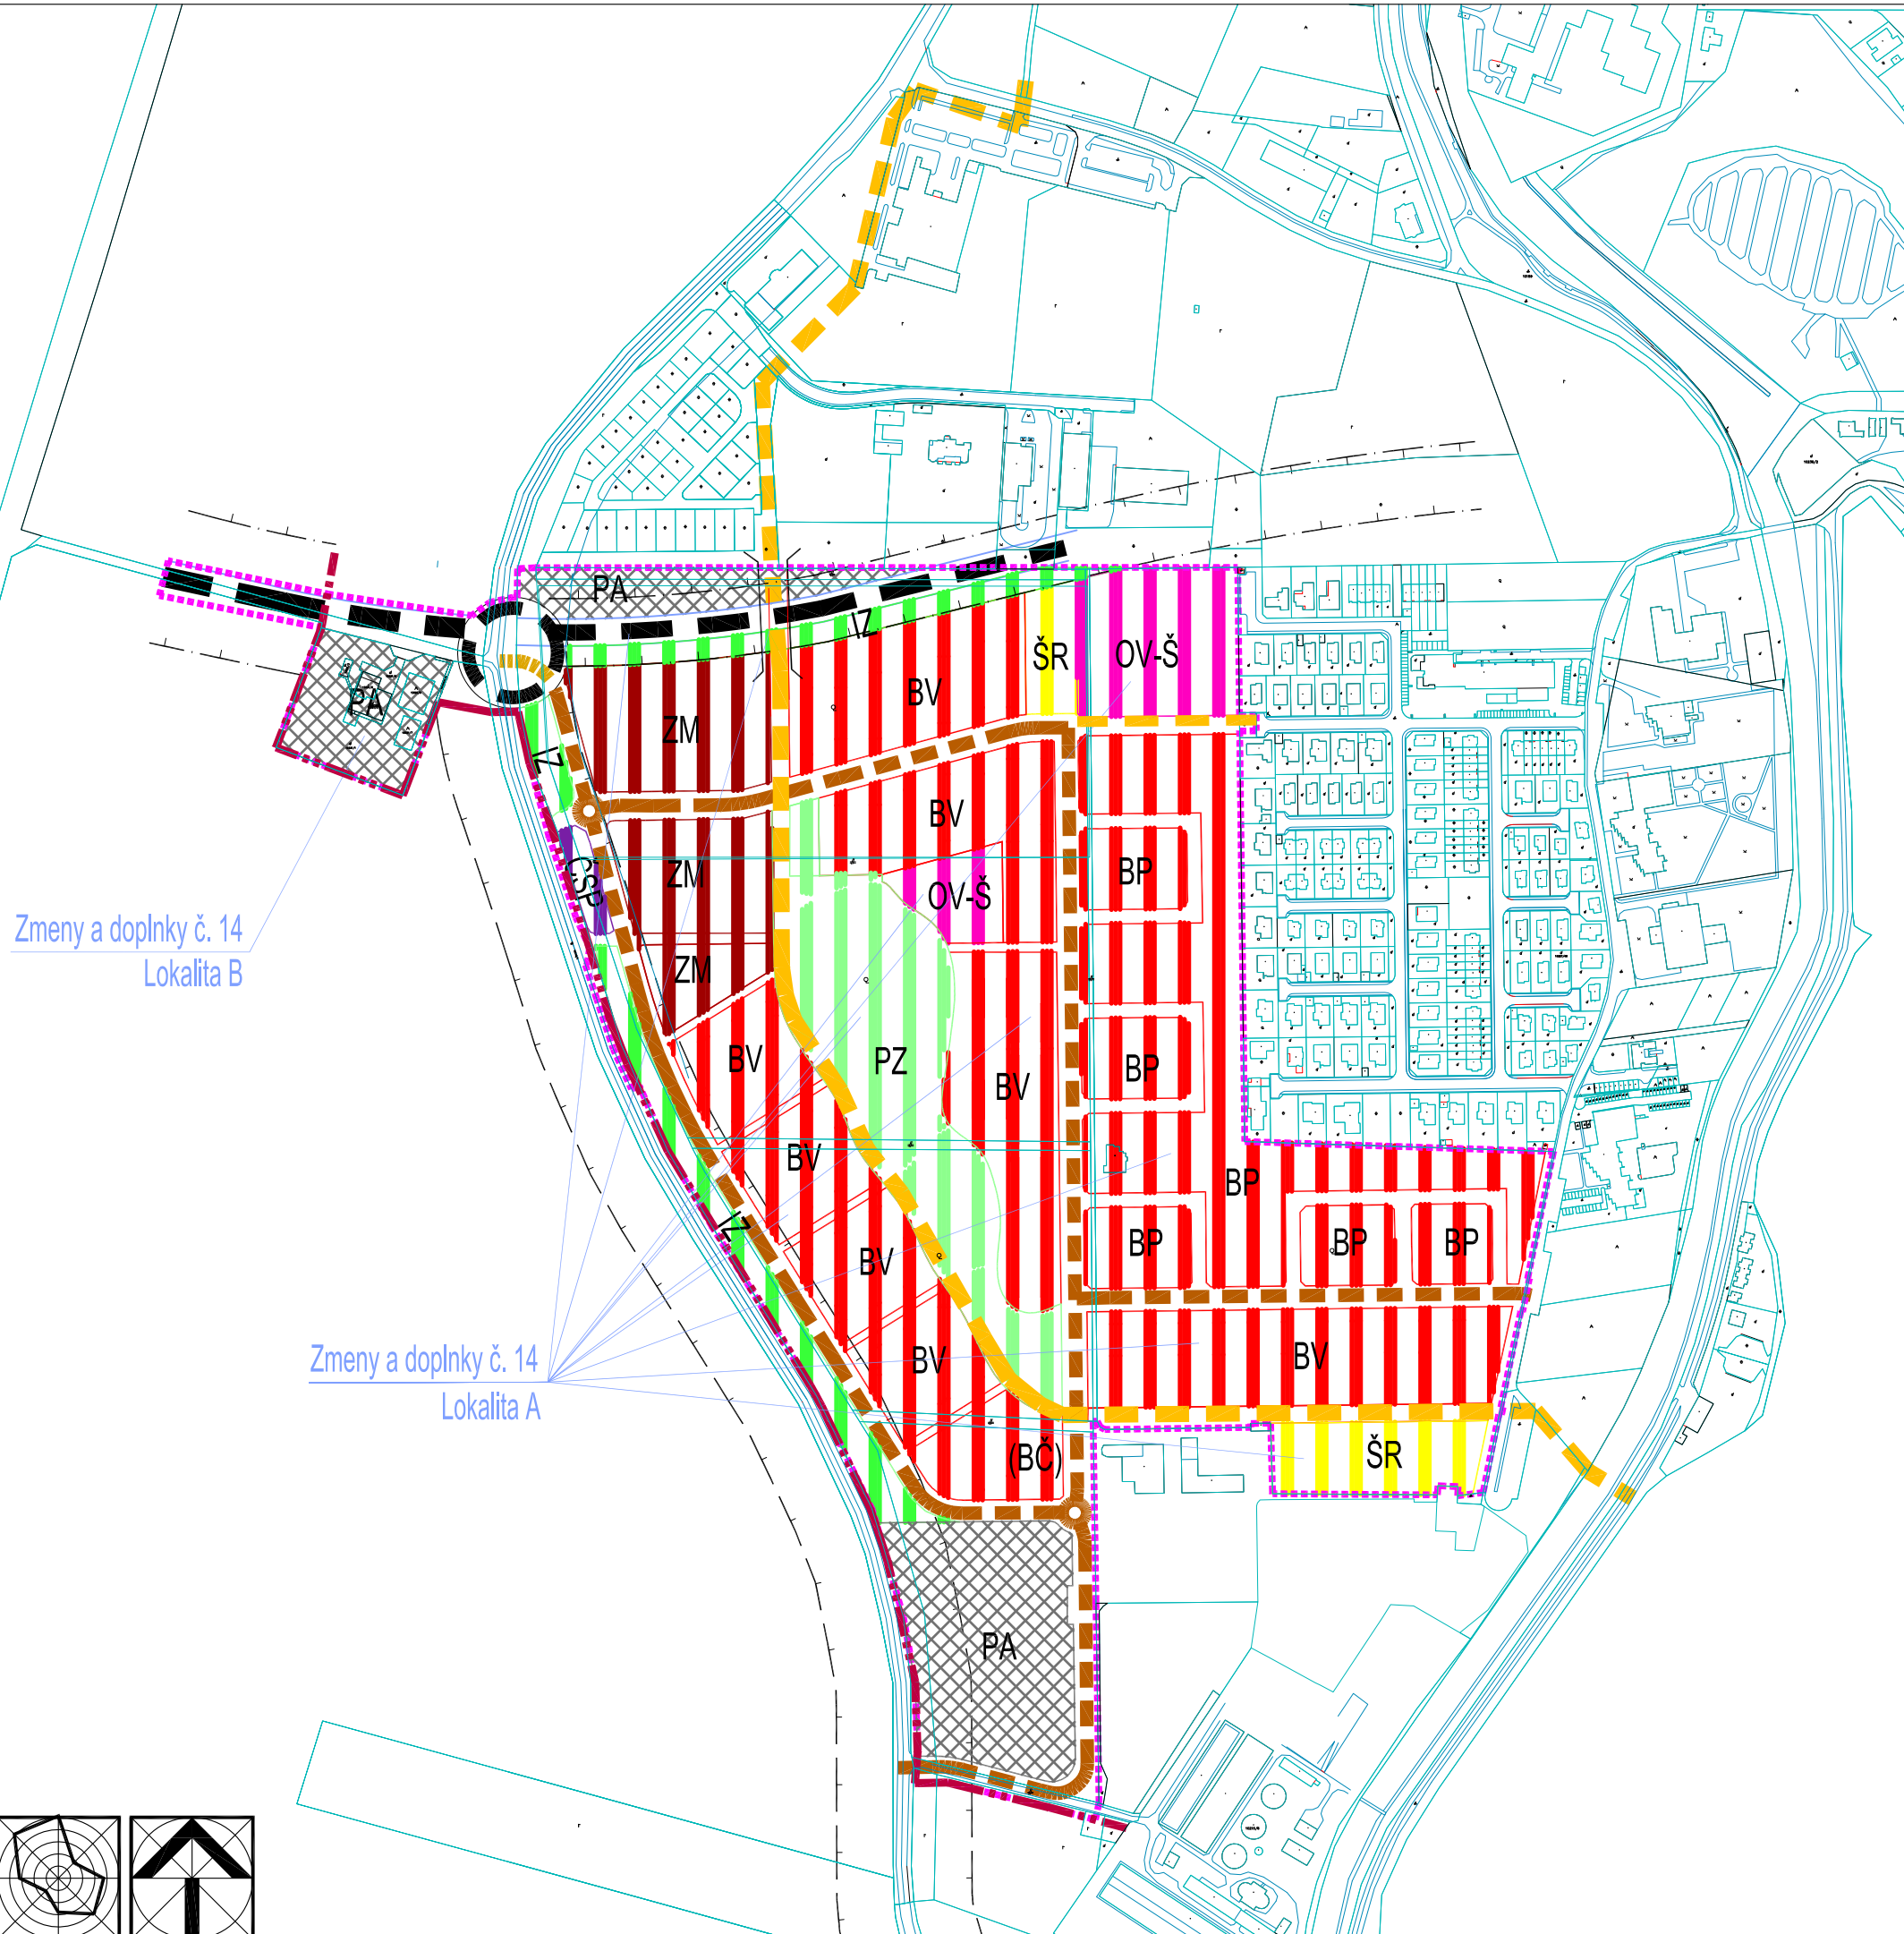 PA
IZ
ŠR
OV-Š
BV
PA
ZM
IZ
BV
BP
ZM
ČSP
OV-Š
Zmeny a doplnky č. 14
Lokalita B
ZM
BV
PZ
BP
BV
BV
BP
IZ
BP
BP
BP
BV
Zmeny a doplnky č. 14
Lokalita A
BV
BV
(BČ)
ŠR
PA